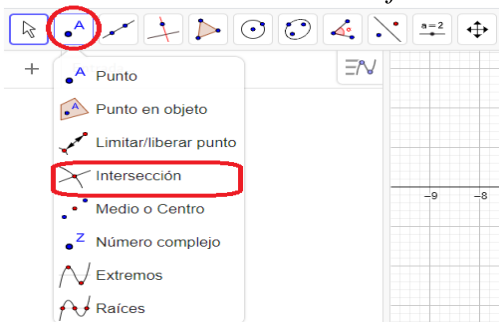 A
a=2
A Punto
A Punto en objeto
Limitar/liberar punto
Intersección
Medio o Centro
Z Número complejo
Extremos
Raíces
-9 -8